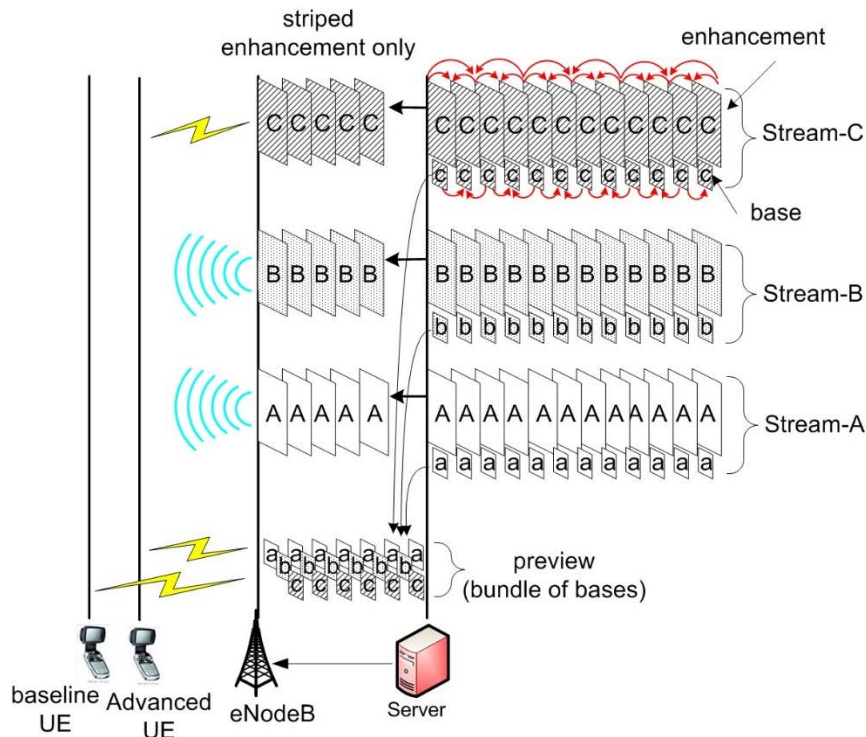 striped
enhancement only
enhancement
C C C C C
C C C C C C C C C C C C
Stream-C
c c c c c c c c c c c c
base
B B B B B
B B B B B B B B B B B B
Stream-B
b b b b b b b b b b b b
A A A A A
A A A A A A A A A A A A
Stream-A
a a a a a a a a a a a a
a a a a a a a
b b b b b b
c c c c c c
preview
(bundle of bases)
baseline
UE
Advanced
UE
eNodeB
Server